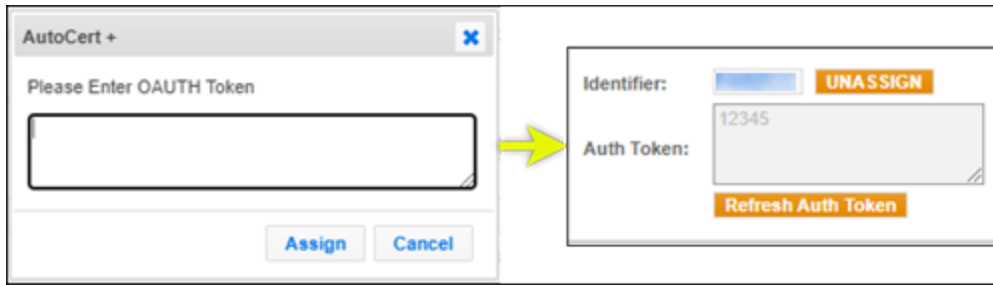 AutoCert +
Please Enter OAUTH Token
Assign Cancel
Identifier: UNASSIGN
12345
Auth Token:
Refresh Auth Token